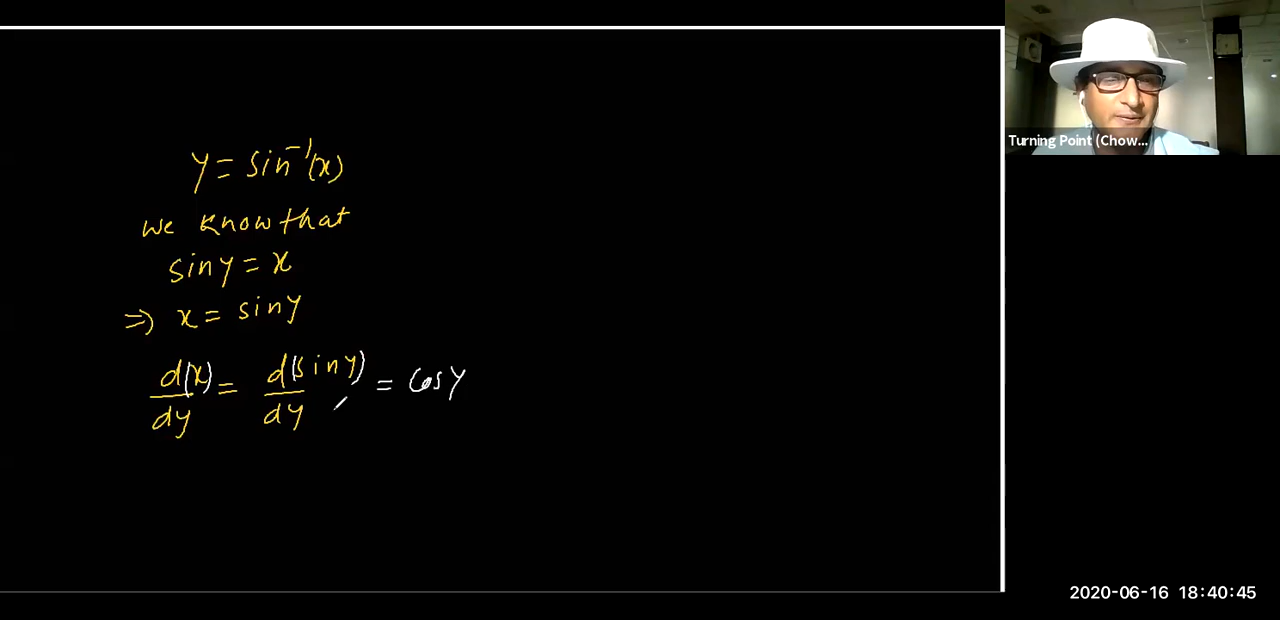 y = sin⁻¹(x)
we know that
sin y = x
⇒ x = sin y
d(x)/dy = d(sin y)/dy = cos y
Turning Point (Chow...
2020-06-16 18:40:45